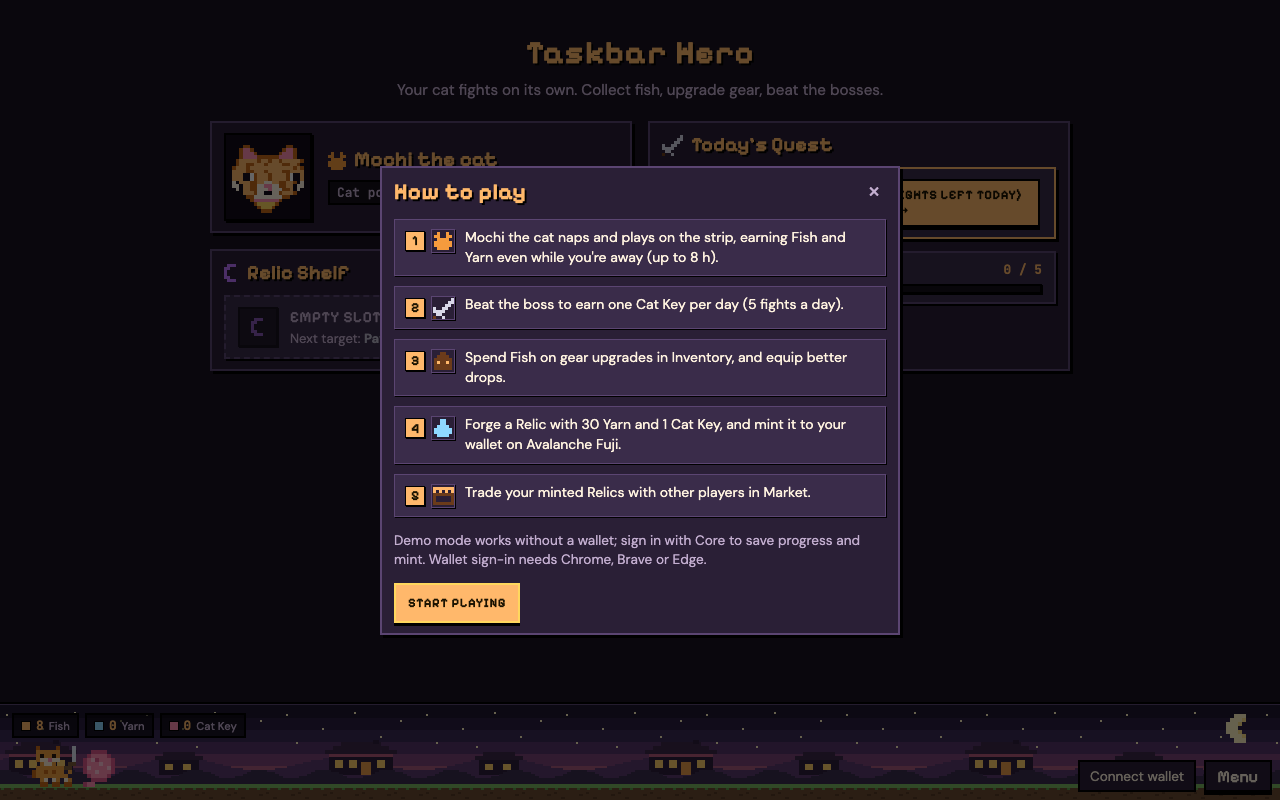 Taskbar Hero
Your cat fights on its own. Collect fish, upgrade gear, beat the bosses.
Mochi the cat
Cat
Today's Quest
LEFT TODAY)
0 / 5
Relic Shelf
EMPTY SLOT
Next target:
How to play
×
1
Mochi the cat naps and plays on the strip, earning Fish and
Yarn even while you're away (up to 8 h).
2
Beat the boss to earn one Cat Key per day (5 fights a day).
3
Spend Fish on gear upgrades in Inventory, and equip better
drops.
4
Forge a Relic with 30 Yarn and 1 Cat Key, and mint it to your
wallet on Avalanche Fuji.
5
Trade your minted Relics with other players in Market.
Demo mode works without a wallet; sign in with Core to save progress and
mint. Wallet sign-in needs Chrome, Brave or Edge.
START PLAYING
8 Fish
0 Yarn
0 Cat Key
Connect wallet
Menu